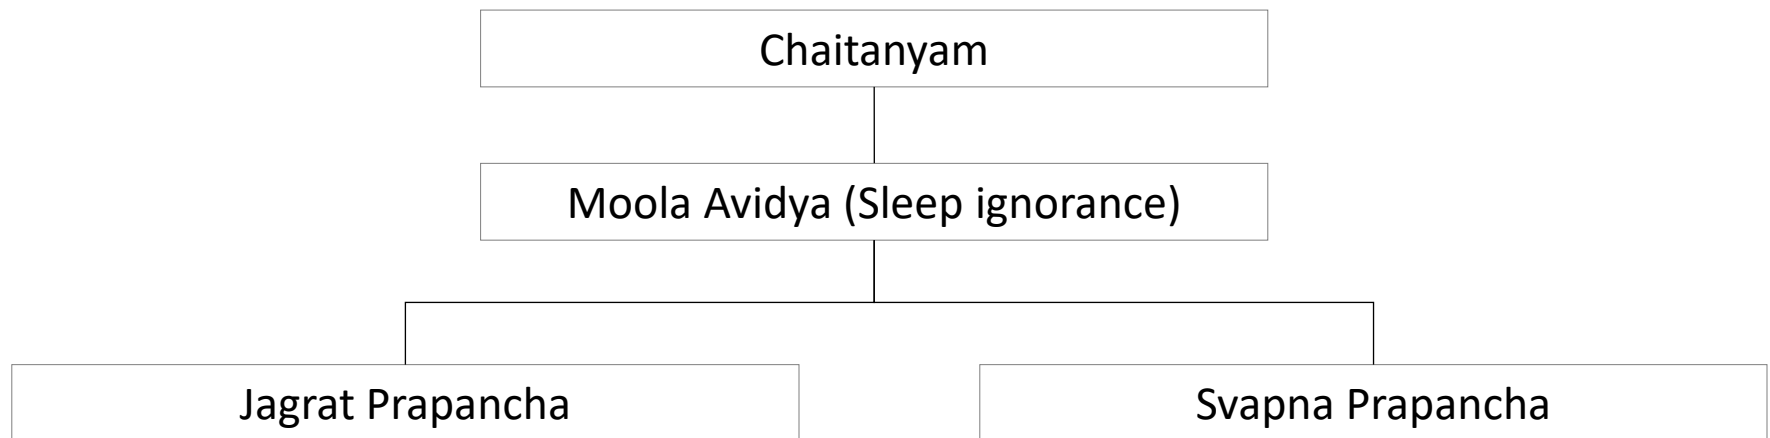 Chaitanyam
Moola Avidya (Sleep ignorance)
Jagrat Prapancha
Svapna Prapancha